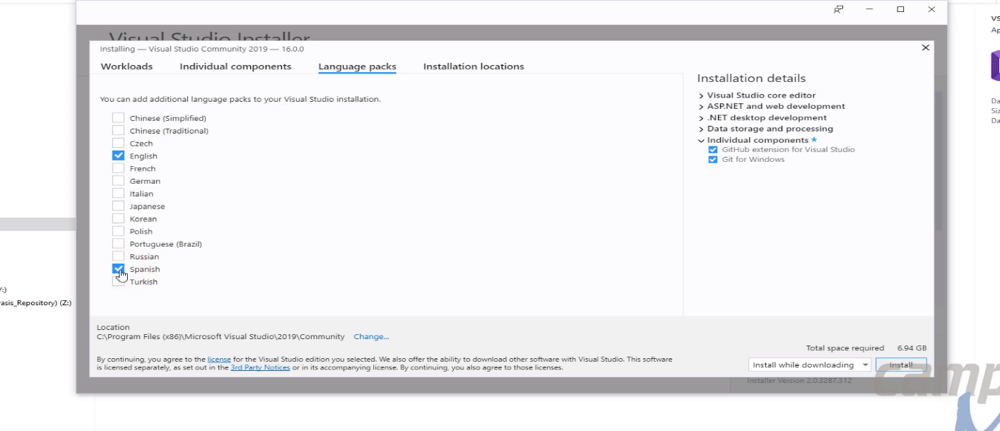 Visual Studio Installer
Installing — Visual Studio Community 2019 — 16.0.0
Workloads Individual components Language packs Installation locations
You can add additional language packs to your Visual Studio installation.
Chinese (Simplified)
Chinese (Traditional)
Czech
English
French
German
Italian
Japanese
Korean
Polish
Portuguese (Brazil)
Russian
Spanish
Turkish
Installation details
Visual Studio core editor
ASP.NET and web development
.NET desktop development
Data storage and processing
Individual components *
GitHub extension for Visual Studio
Git for Windows
Location
C:\Program Files (x86)\Microsoft Visual Studio\2019\Community Change...
By continuing, you agree to the license for the Visual Studio edition you selected. We also offer the ability to download other software with Visual Studio. This software
is licensed separately, as set out in the 3rd Party Notices or in its accompanying license. By continuing, you also agree to those licenses.
Total space required 6.94 GB
Install while downloading Install
Installer Version 2.0.3287.312
asis_Repository) (Z:)
VS
Ap
Da
Siz
Da
camp